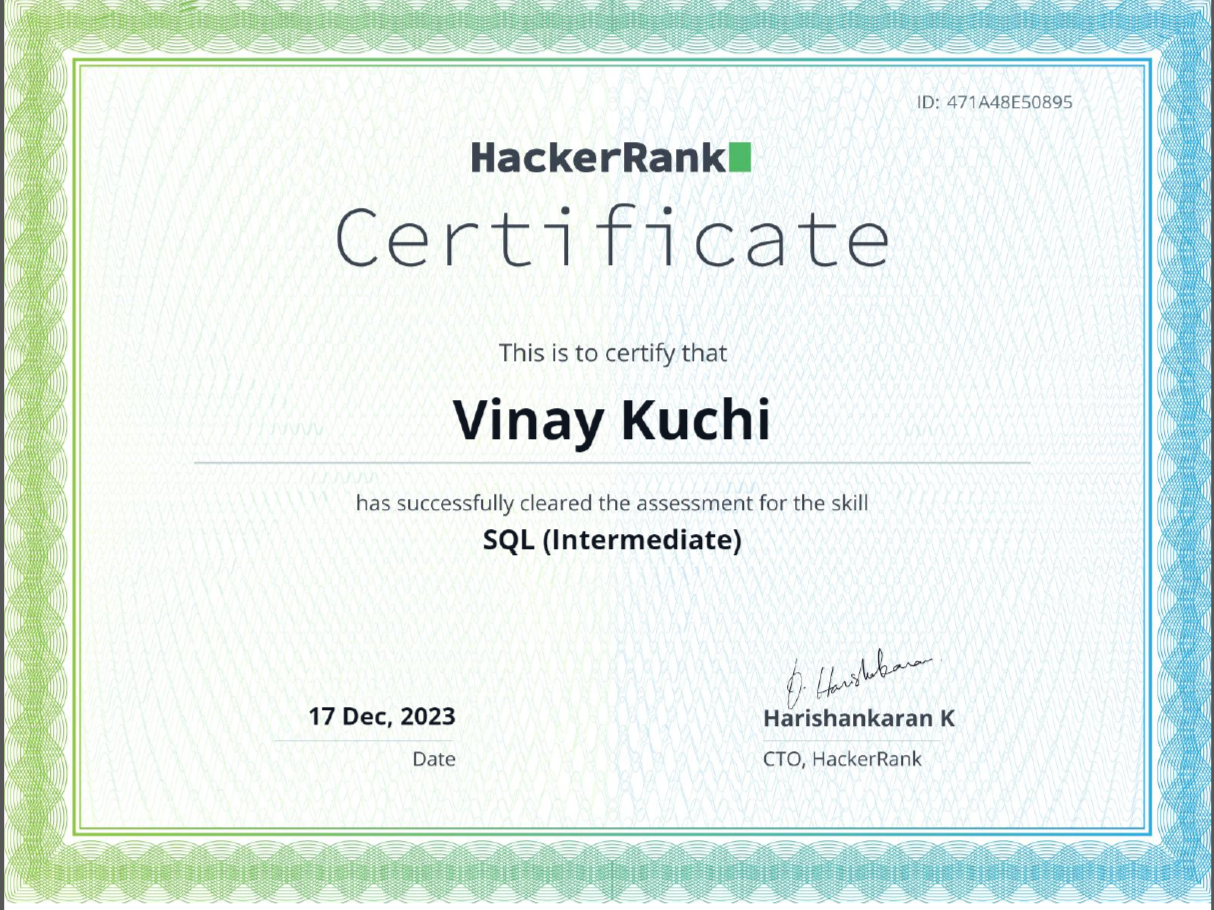 ID: 471A48E50895
HackerRank
Certificate
This is to certify that
Vinay Kuchi
has successfully cleared the assessment for the skill
SQL (Intermediate)
17 Dec, 2023
Date
H. Harishankaran
Harishankaran K
CTO, HackerRank